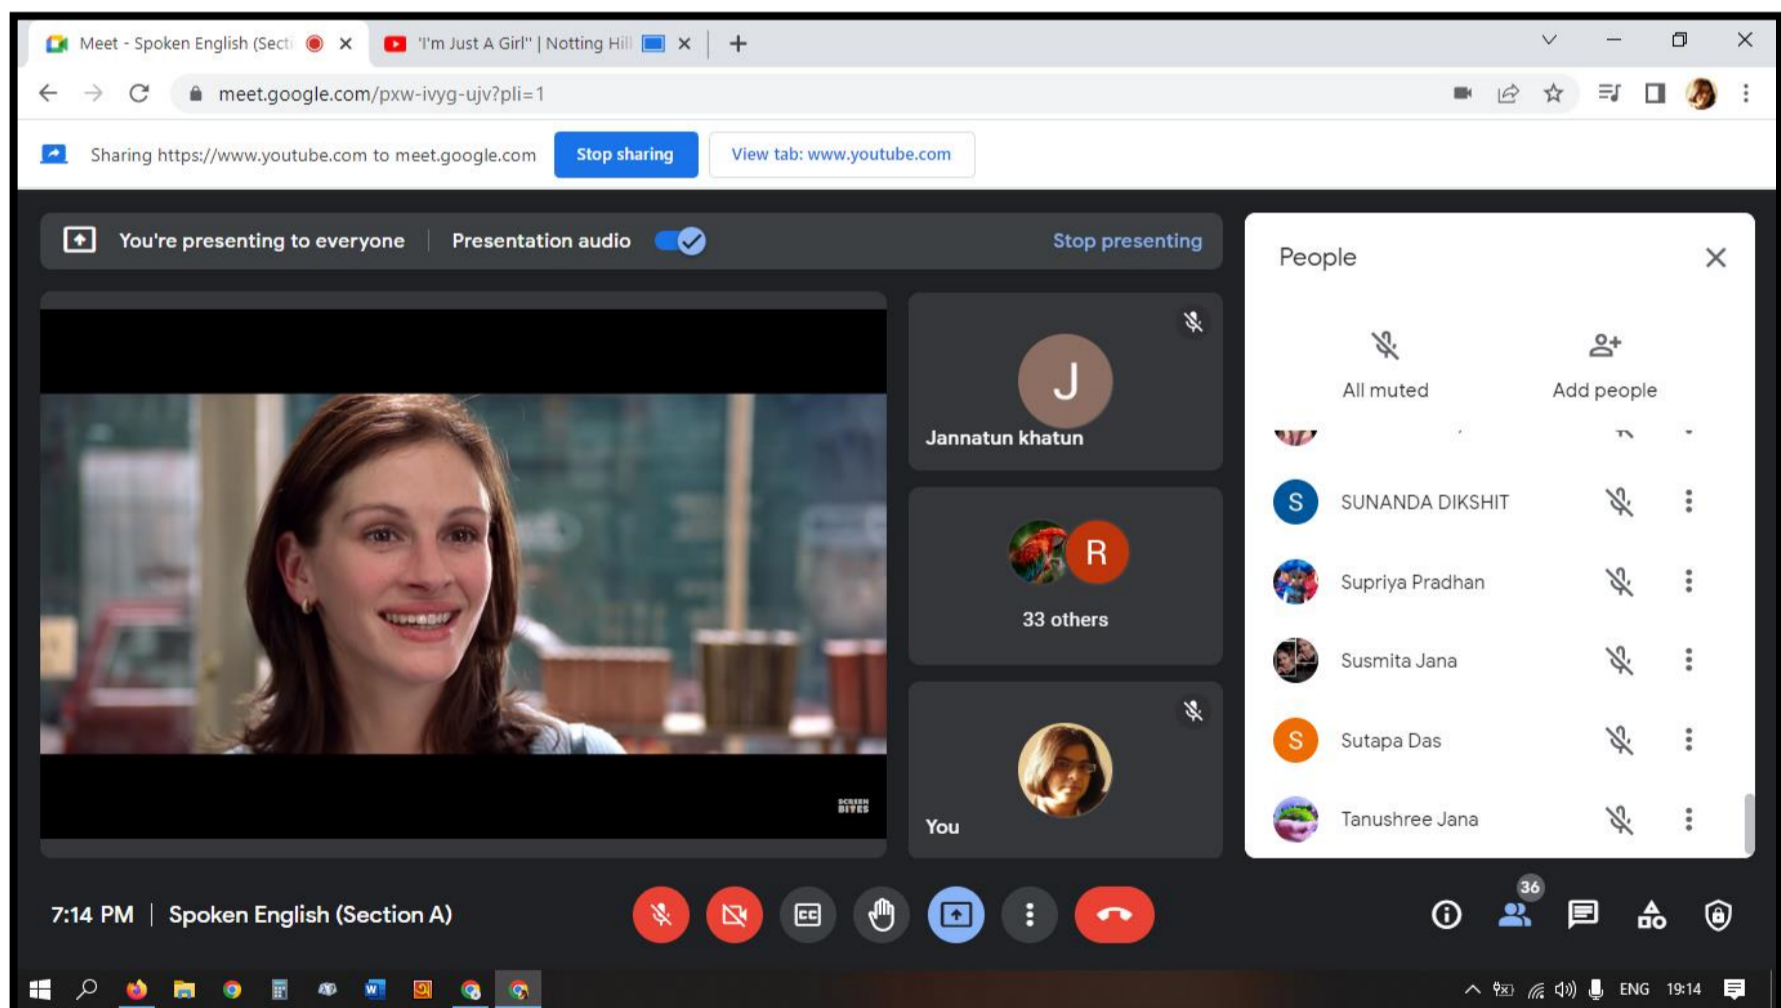 Meet - Spoken English (Secti
'I'm Just A Girl" | Notting Hill
meet.google.com/pxw-ivyg-ujv?pli=1
Sharing https://www.youtube.com to meet.google.com Stop sharing View tab: www.youtube.com
You're presenting to everyone | Presentation audio Stop presenting
People
All muted Add people
J
Jannatun khatun
R
33 others
You
S SUNANDA DIKSHIT
Supriya Pradhan
Susmita Jana
S Sutapa Das
Tanushree Jana
SCREEN
BITES
7:14 PM | Spoken English (Section A)
CC
36
ENG 19:14